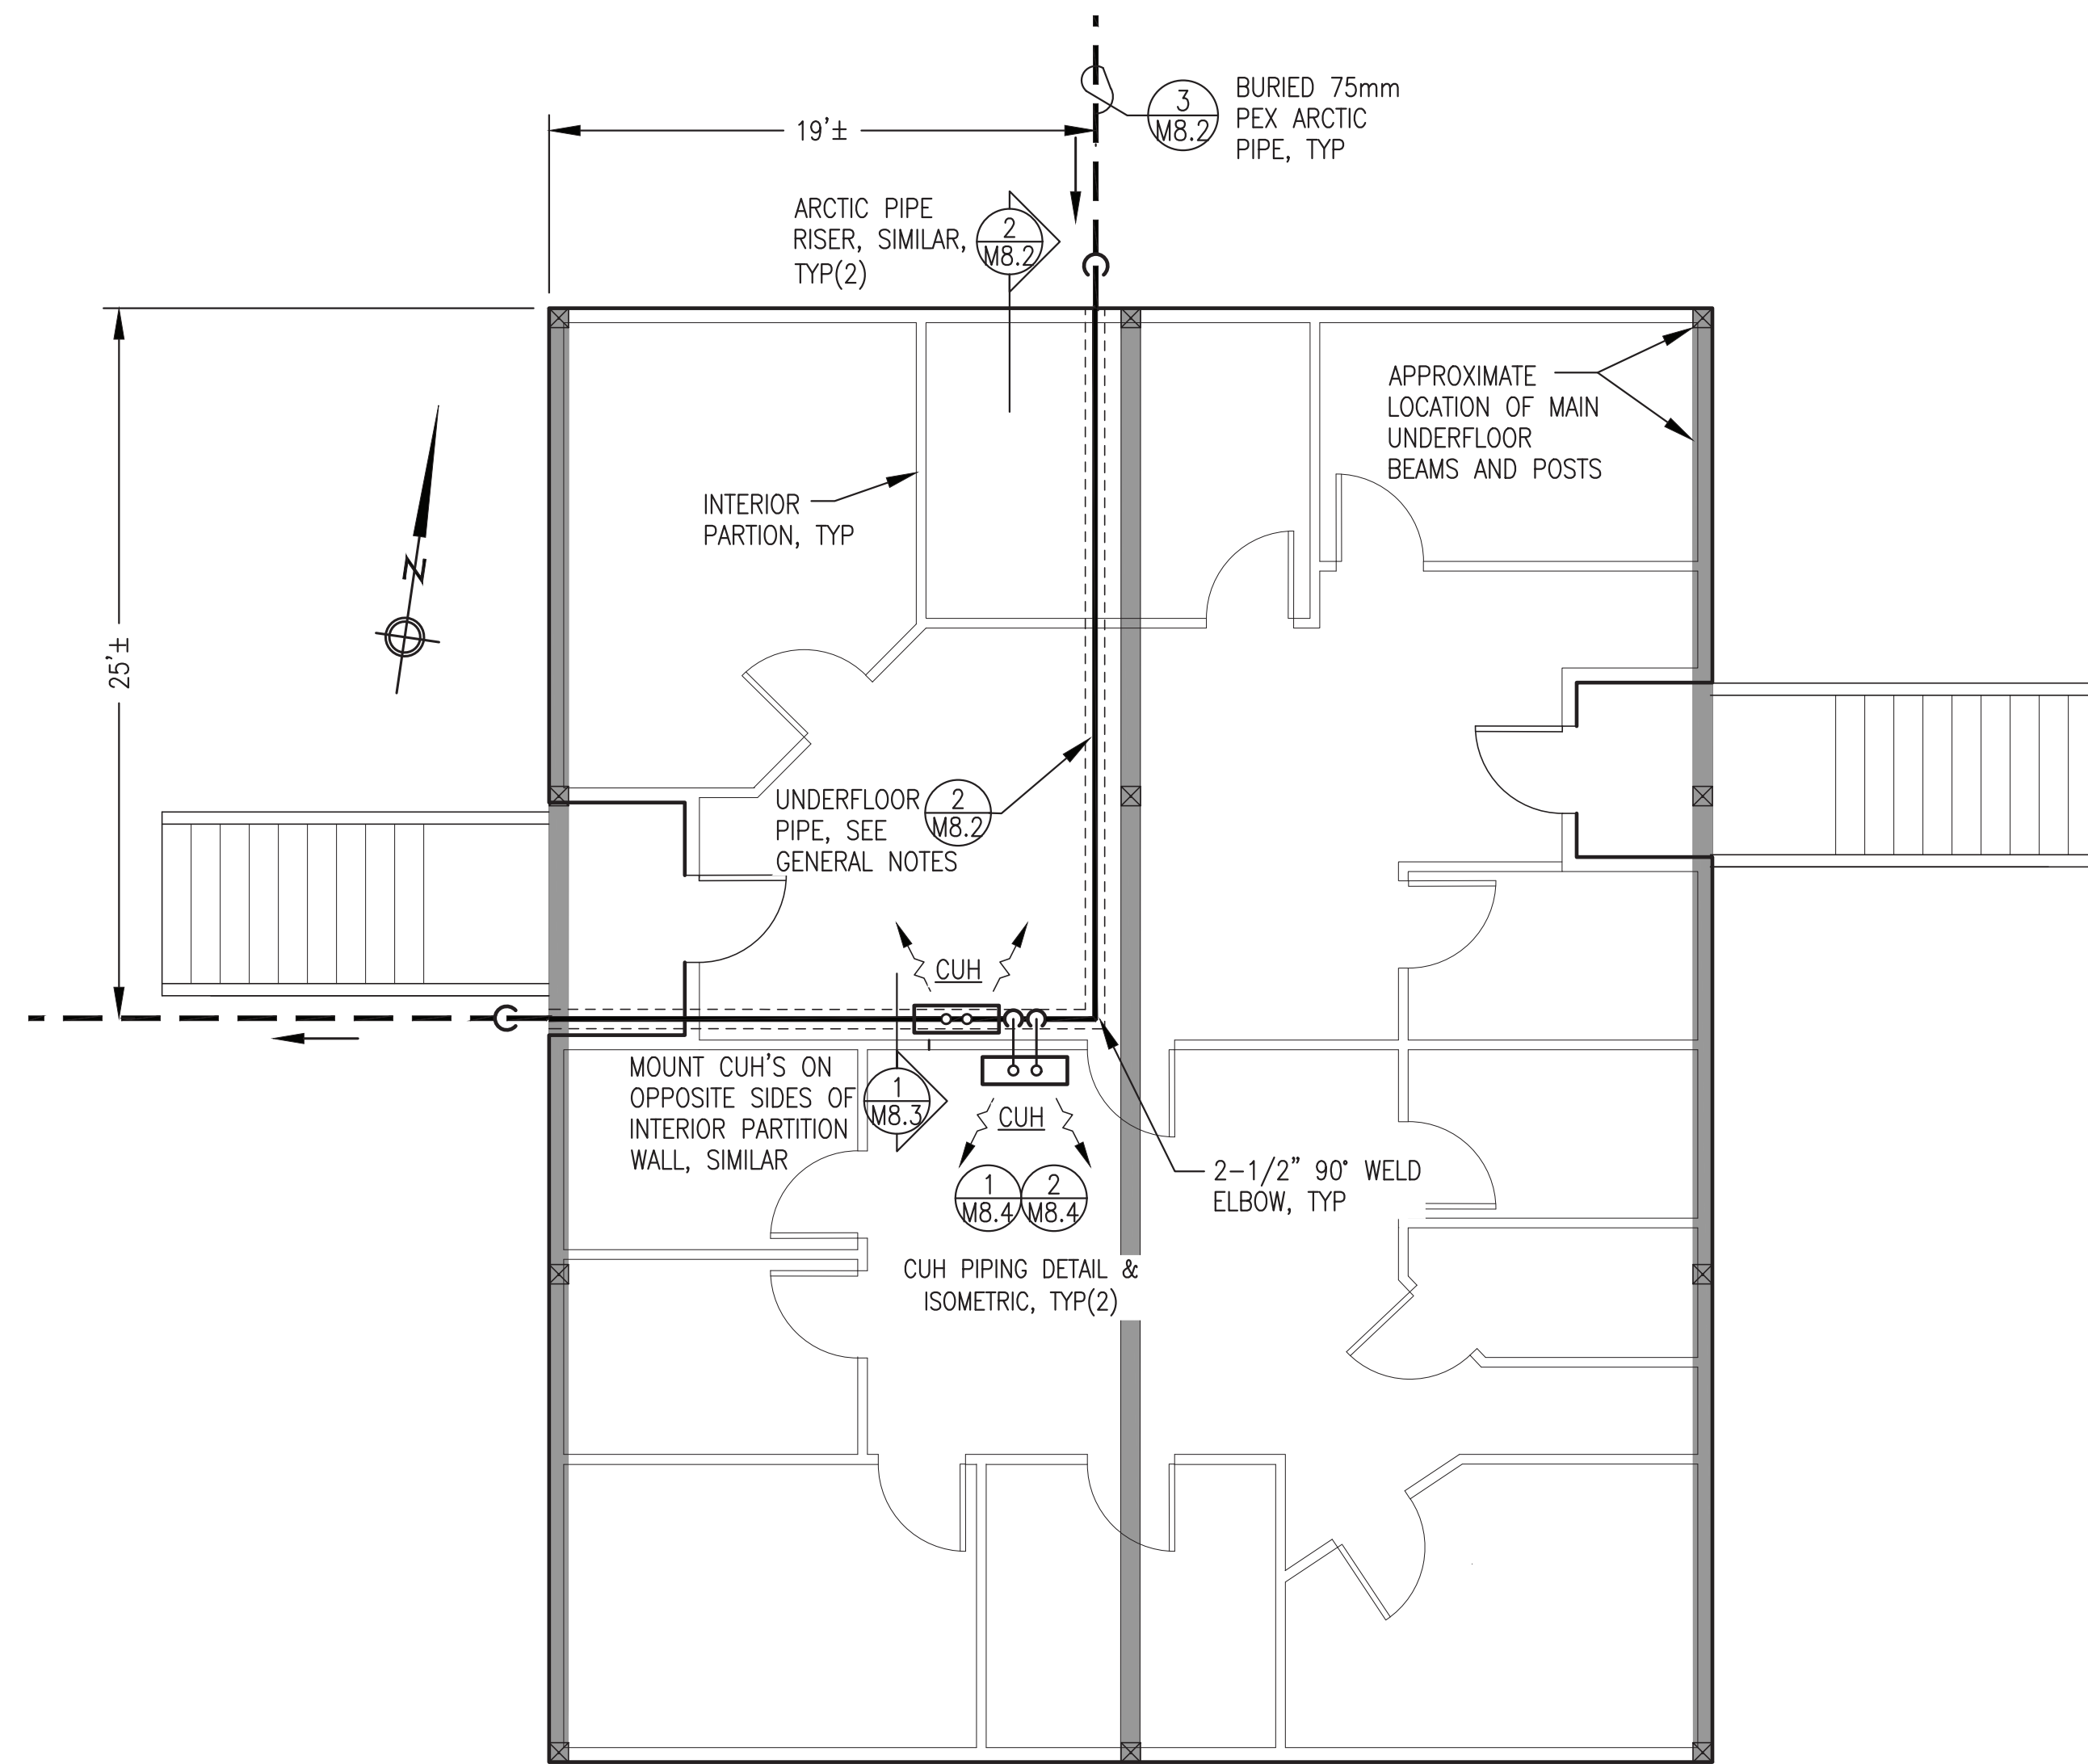 3
M8.2
BURIED 75mm
PEX ARCTIC
PIPE, TYP
19'±
ARCTIC PIPE
RISER, SIMILAR,
TYP(2)
2
M8.2
APPROXIMATE
LOCATION OF MAIN
UNDERFLOOR
BEAMS AND POSTS
INTERIOR
PARTION, TYP
N
25'±
UNDERFLOOR
PIPE, SEE
GENERAL NOTES
2
M8.2
CUH
MOUNT CUH'S ON
OPPOSITE SIDES OF
INTERIOR PARTITION
WALL, SIMILAR
1
M8.3
CUH
1
M8.4
2
M8.4
2-1/2" 90° WELD
ELBOW, TYP
CUH PIPING DETAIL &
ISOMETRIC, TYP(2)